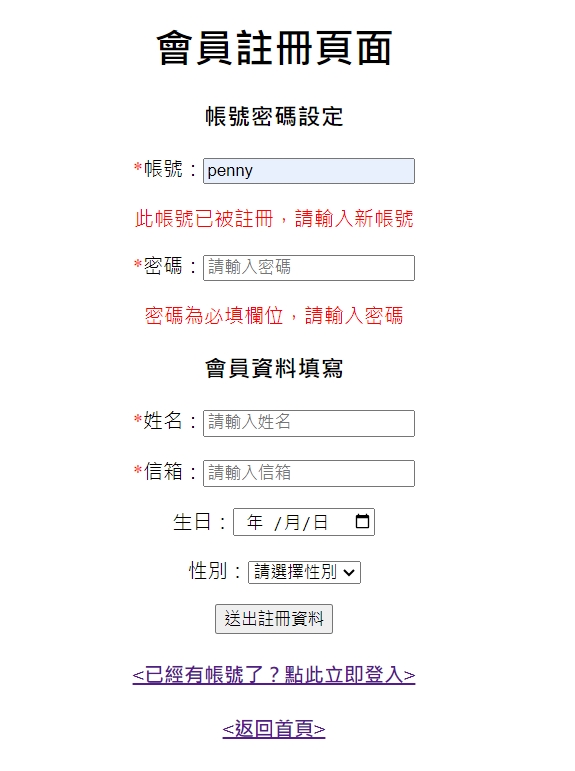 會員註冊頁面
帳號密碼設定
*帳號：penny
此帳號已被註冊，請輸入新帳號
*密碼：請輸入密碼
密碼為必填欄位，請輸入密碼
會員資料填寫
*姓名：請輸入姓名
*信箱：請輸入信箱
生日：年 /月/日
性別：請選擇性別
送出註冊資料
<已經有帳號了？點此立即登入>
<返回首頁>